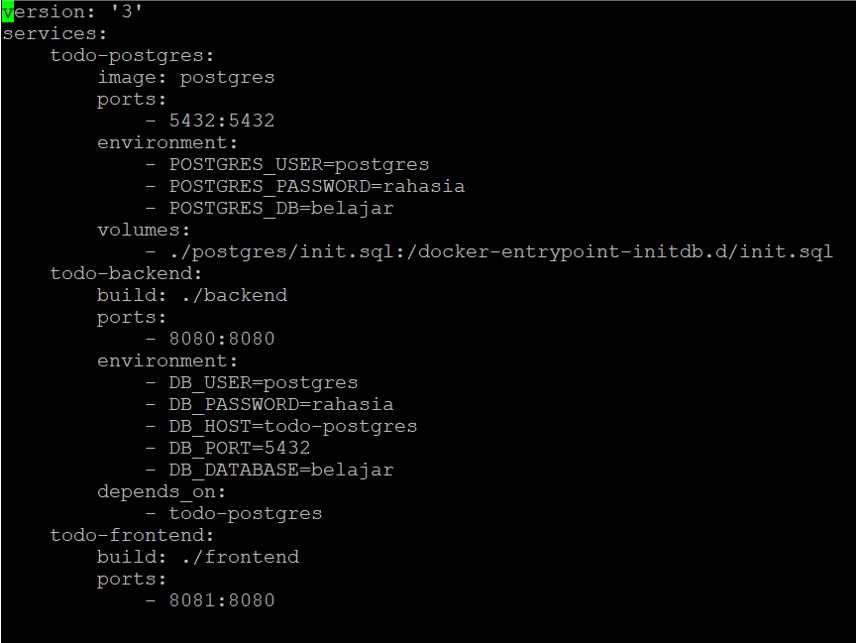 version: '3'
services:
    todo-postgres:
        image: postgres
        ports:
            - 5432:5432
        environment:
            - POSTGRES_USER=postgres
            - POSTGRES_PASSWORD=rahasia
            - POSTGRES_DB=belajar
        volumes:
            - ./postgres/init.sql:/docker-entrypoint-initdb.d/init.sql
    todo-backend:
        build: ./backend
        ports:
            - 8080:8080
        environment:
            - DB_USER=postgres
            - DB_PASSWORD=rahasia
            - DB_HOST=todo-postgres
            - DB_PORT=5432
            - DB_DATABASE=belajar
        depends_on:
            - todo-postgres
    todo-frontend:
        build: ./frontend
        ports:
            - 8081:8080